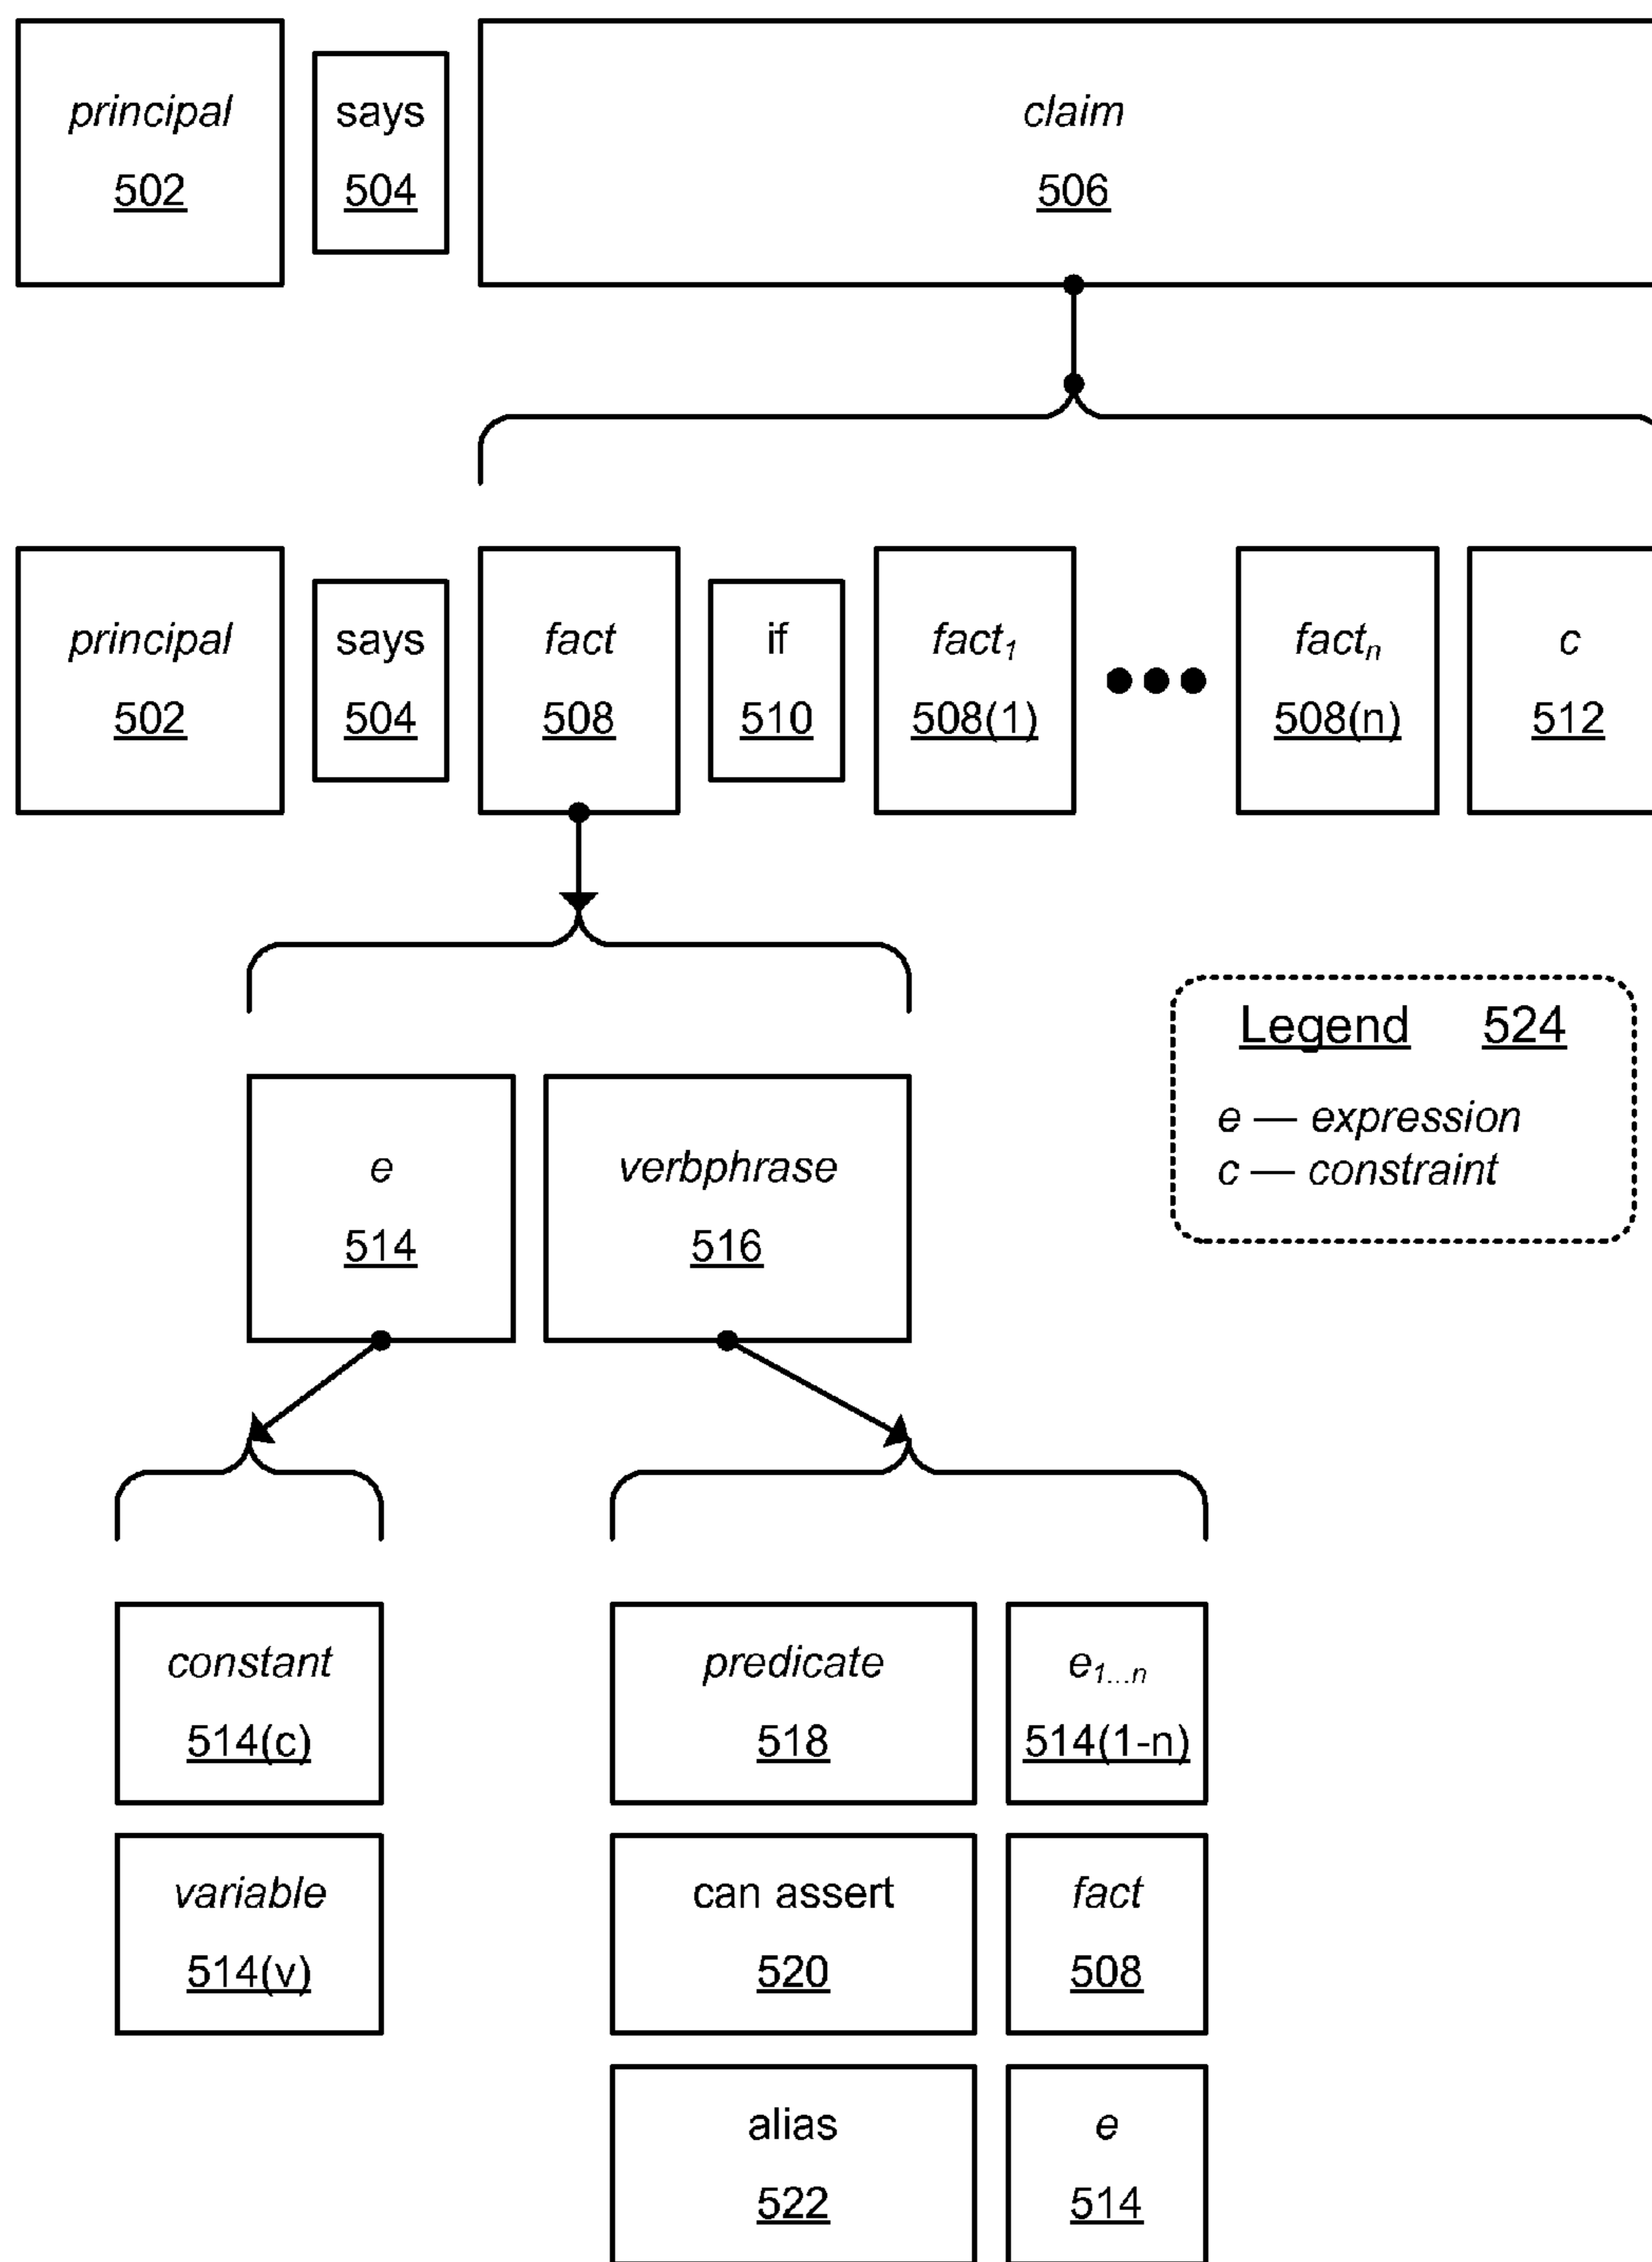 principal says claim
502 504 506
principal says fact if fact₁ ●●● factₙ c
502 504 508 510 508(1) 508(n) 512
Legend 524
e — expression
c — constraint
e verbphrase
514 516
constant predicate e₁...ₙ
514(c) 518 514(1-n)
variable can assert fact
514(v) 520 508
alias e
522 514